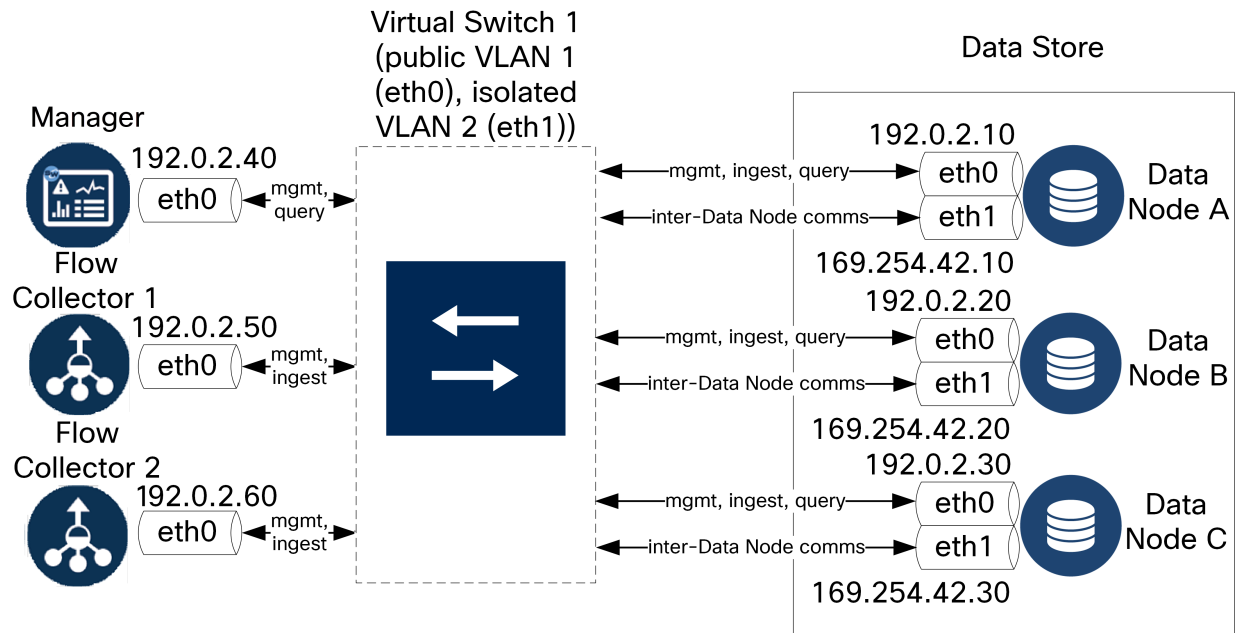 Virtual Switch 1
(public VLAN 1
(eth0), isolated
VLAN 2 (eth1))
Data Store
Manager
192.0.2.40
eth0
mgmt,
query
Flow
Collector 1
192.0.2.50
eth0
mgmt,
ingest
Flow
Collector 2
192.0.2.60
eth0
mgmt,
ingest
192.0.2.10
mgmt, ingest, query
eth0
inter-Data Node comms
eth1
169.254.42.10
Data
Node A
192.0.2.20
mgmt, ingest, query
eth0
inter-Data Node comms
eth1
169.254.42.20
Data
Node B
192.0.2.30
mgmt, ingest, query
eth0
inter-Data Node comms
eth1
169.254.42.30
Data
Node C